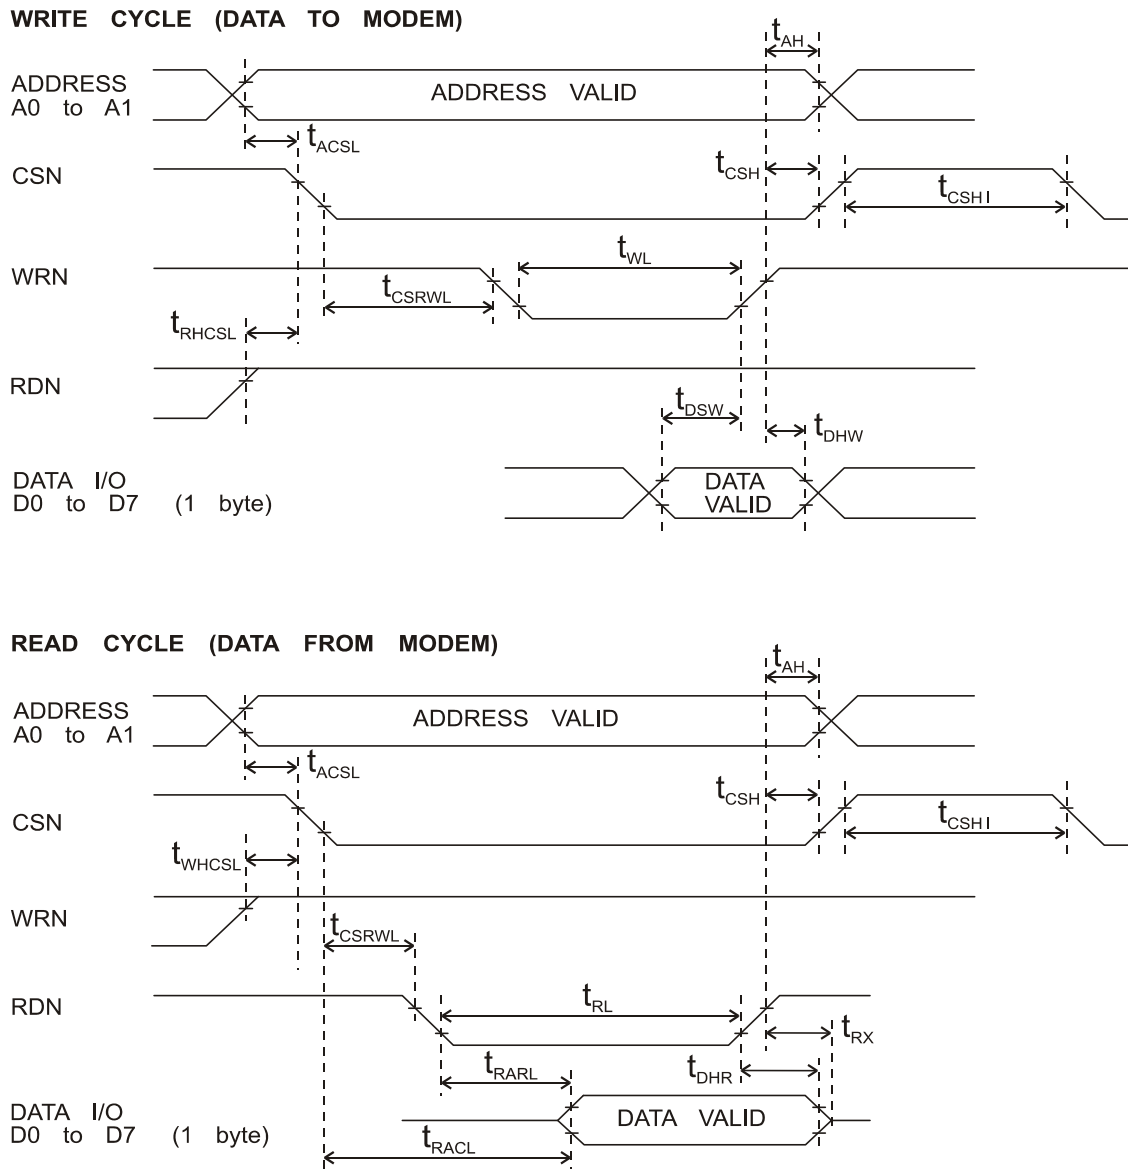 WRITE CYCLE (DATA TO MODEM)
tAH
ADDRESS
A0 to A1
ADDRESS VALID
tACSL
CSN
tCSH
tCSHI
WRN
tWL
tCSRWL
tRHCSL
RDN
tDSW
tDHW
DATA I/O
D0 to D7 (1 byte)
DATA
VALID
READ CYCLE (DATA FROM MODEM)
tAH
ADDRESS
A0 to A1
ADDRESS VALID
tACSL
CSN
tCSH
tCSHI
tWHCSL
WRN
tCSRWL
RDN
tRL
tRX
tRARL
tDHR
DATA I/O
D0 to D7 (1 byte)
DATA VALID
tRACL